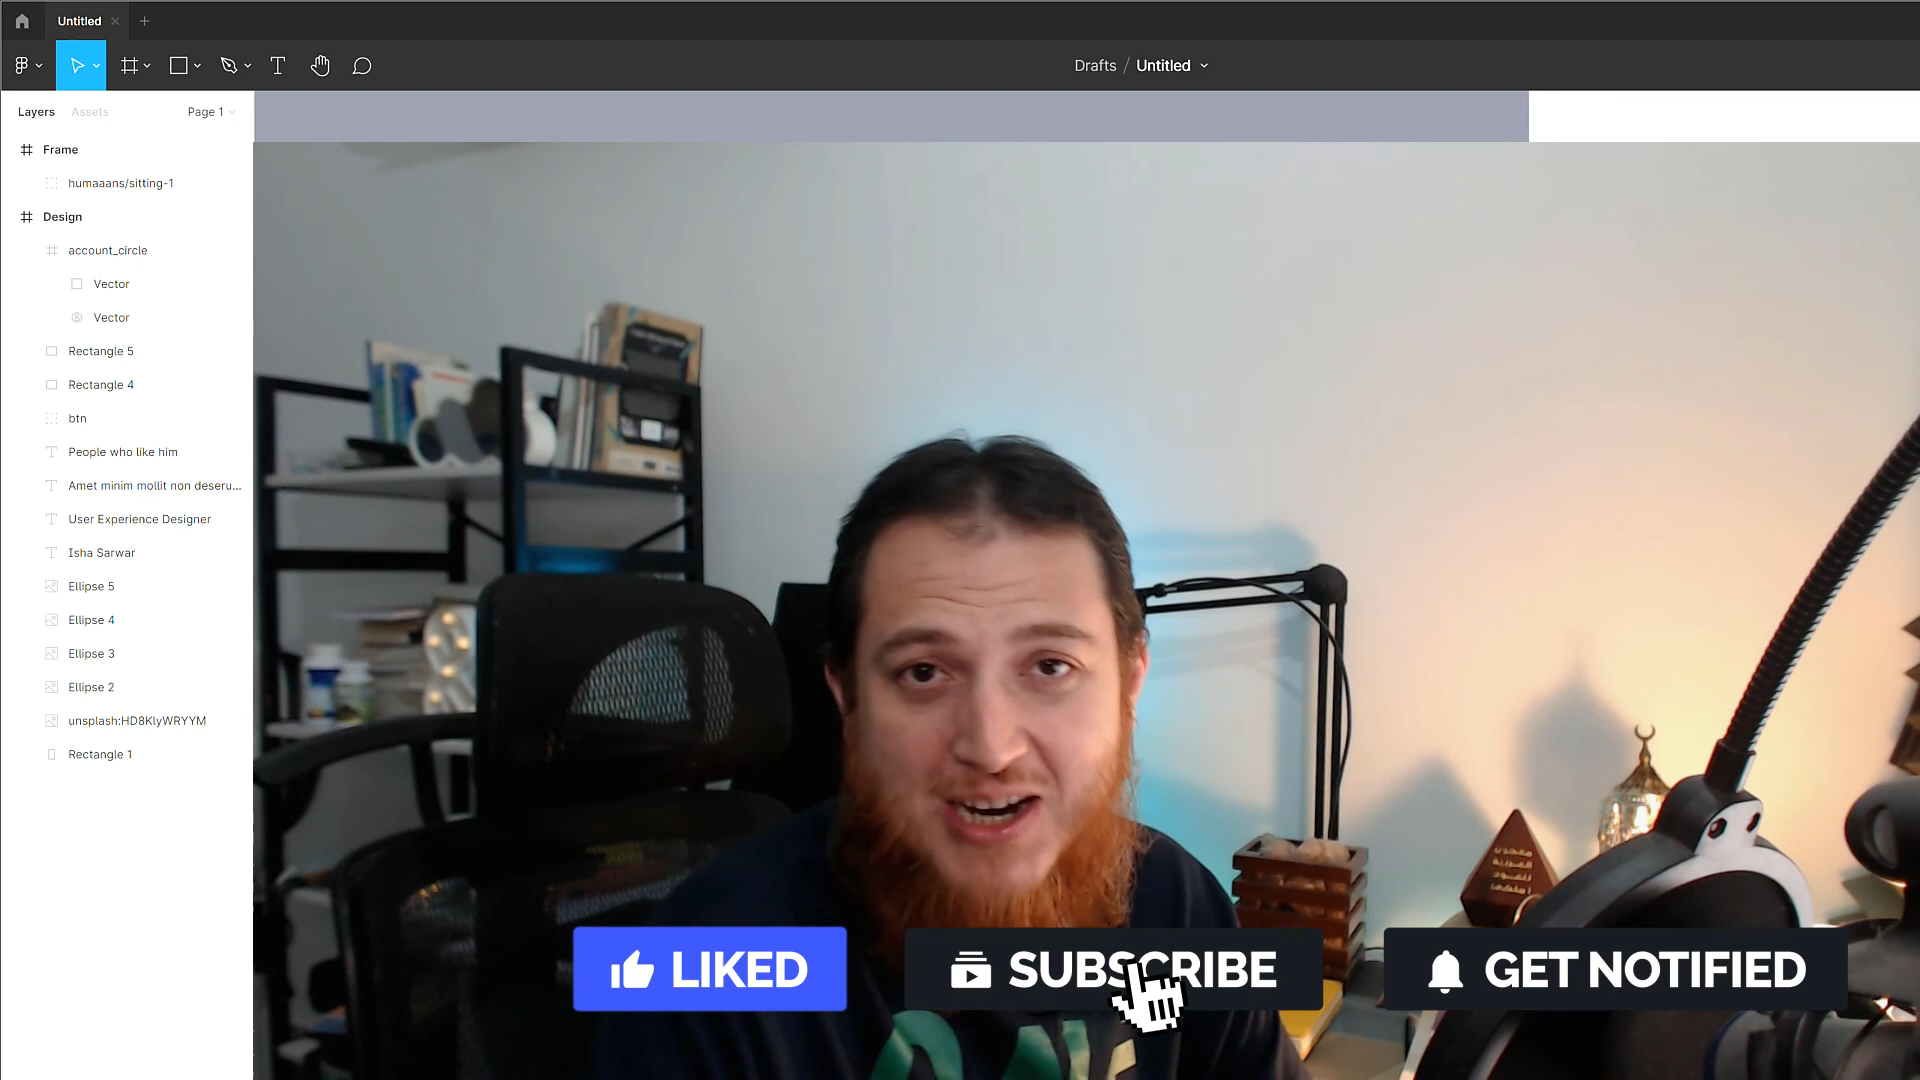 Untitled
Drafts / Untitled
Layers Assets Page 1
Frame
humaaans/sitting-1
Design
account_circle
Vector
Vector
Rectangle 5
Rectangle 4
btn
People who like him
Amet minim mollit non deseru...
User Experience Designer
Isha Sarwar
Ellipse 5
Ellipse 4
Ellipse 3
Ellipse 2
unsplash:HD8KlyWRYYM
Rectangle 1
LIKED
SUBSCRIBE
GET NOTIFIED